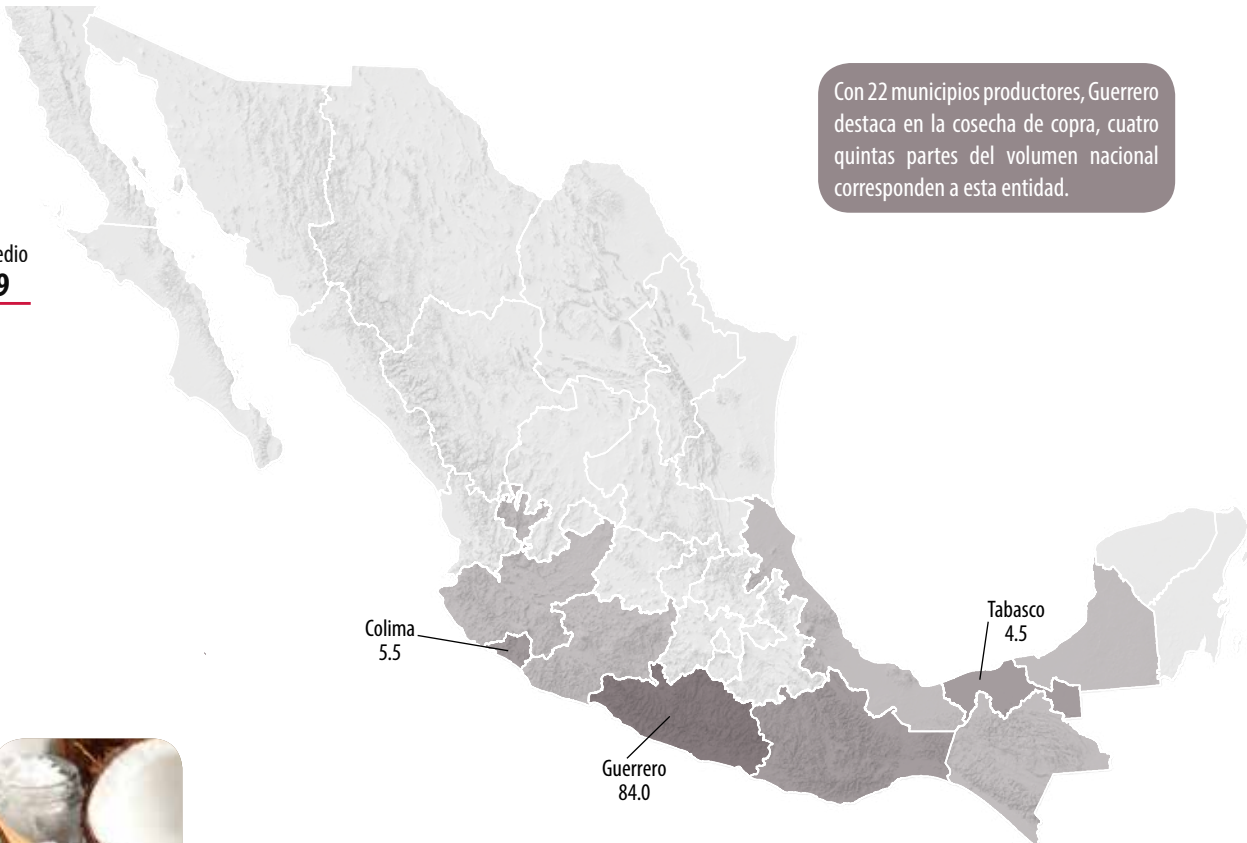 Con 22 municipios productores, Guerrero
destaca en la cosecha de copra, cuatro
quintas partes del volumen nacional
corresponden a esta entidad.
edio
9
Colima
5.5
Tabasco
4.5
Guerrero
84.0